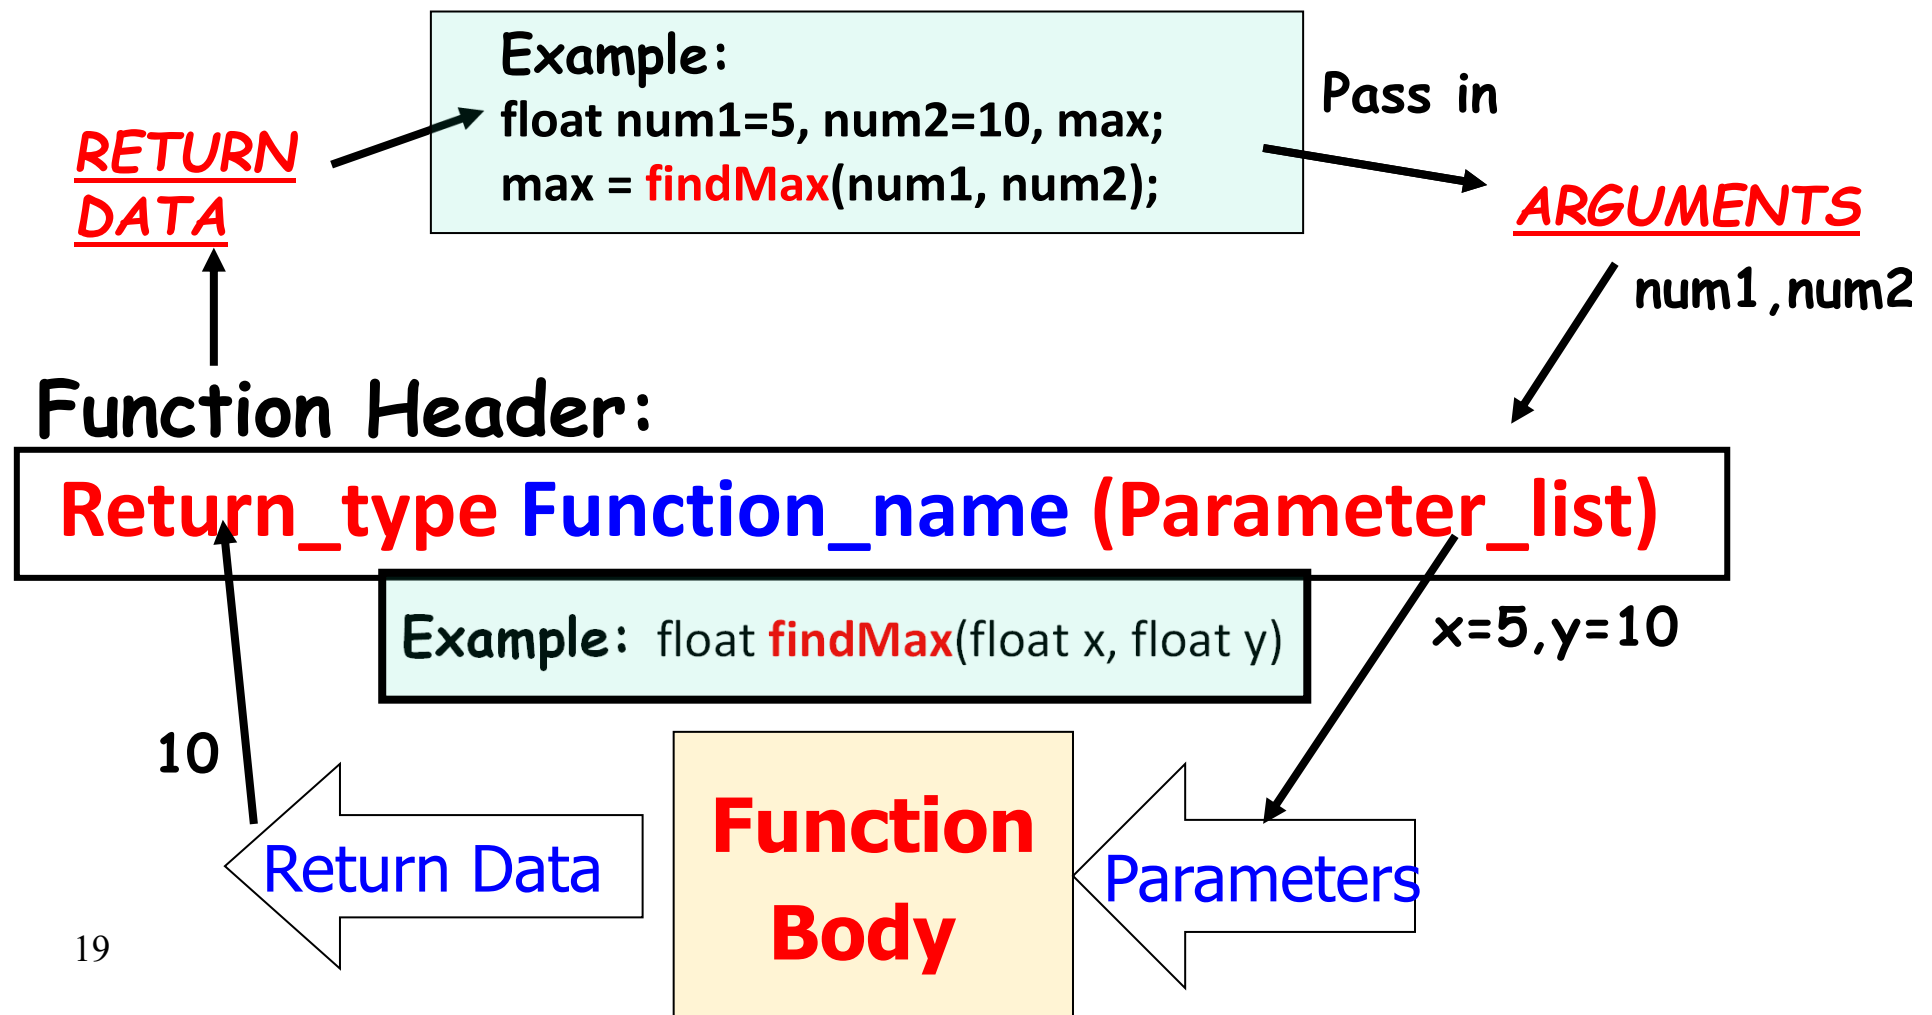 Example:
float num1=5, num2=10, max;
max = findMax(num1, num2);
Pass in
RETURN
DATA
ARGUMENTS
num1,num2
Function Header:
Return_type Function_name (Parameter_list)
Example: float findMax(float x, float y)
x=5,y=10
10
Return Data
Function
Body
Parameters
19